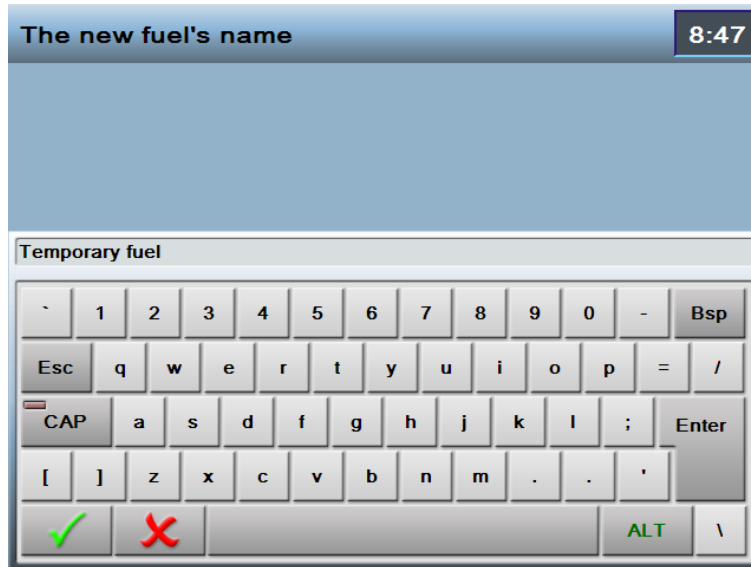 The new fuel's name
8:47
Temporary fuel
` 1 2 3 4 5 6 7 8 9 0 - Bsp
Esc q w e r t y u i o p = /
CAP a s d f g h j k l ; Enter
[ ] z x c v b n m . . '
ALT \